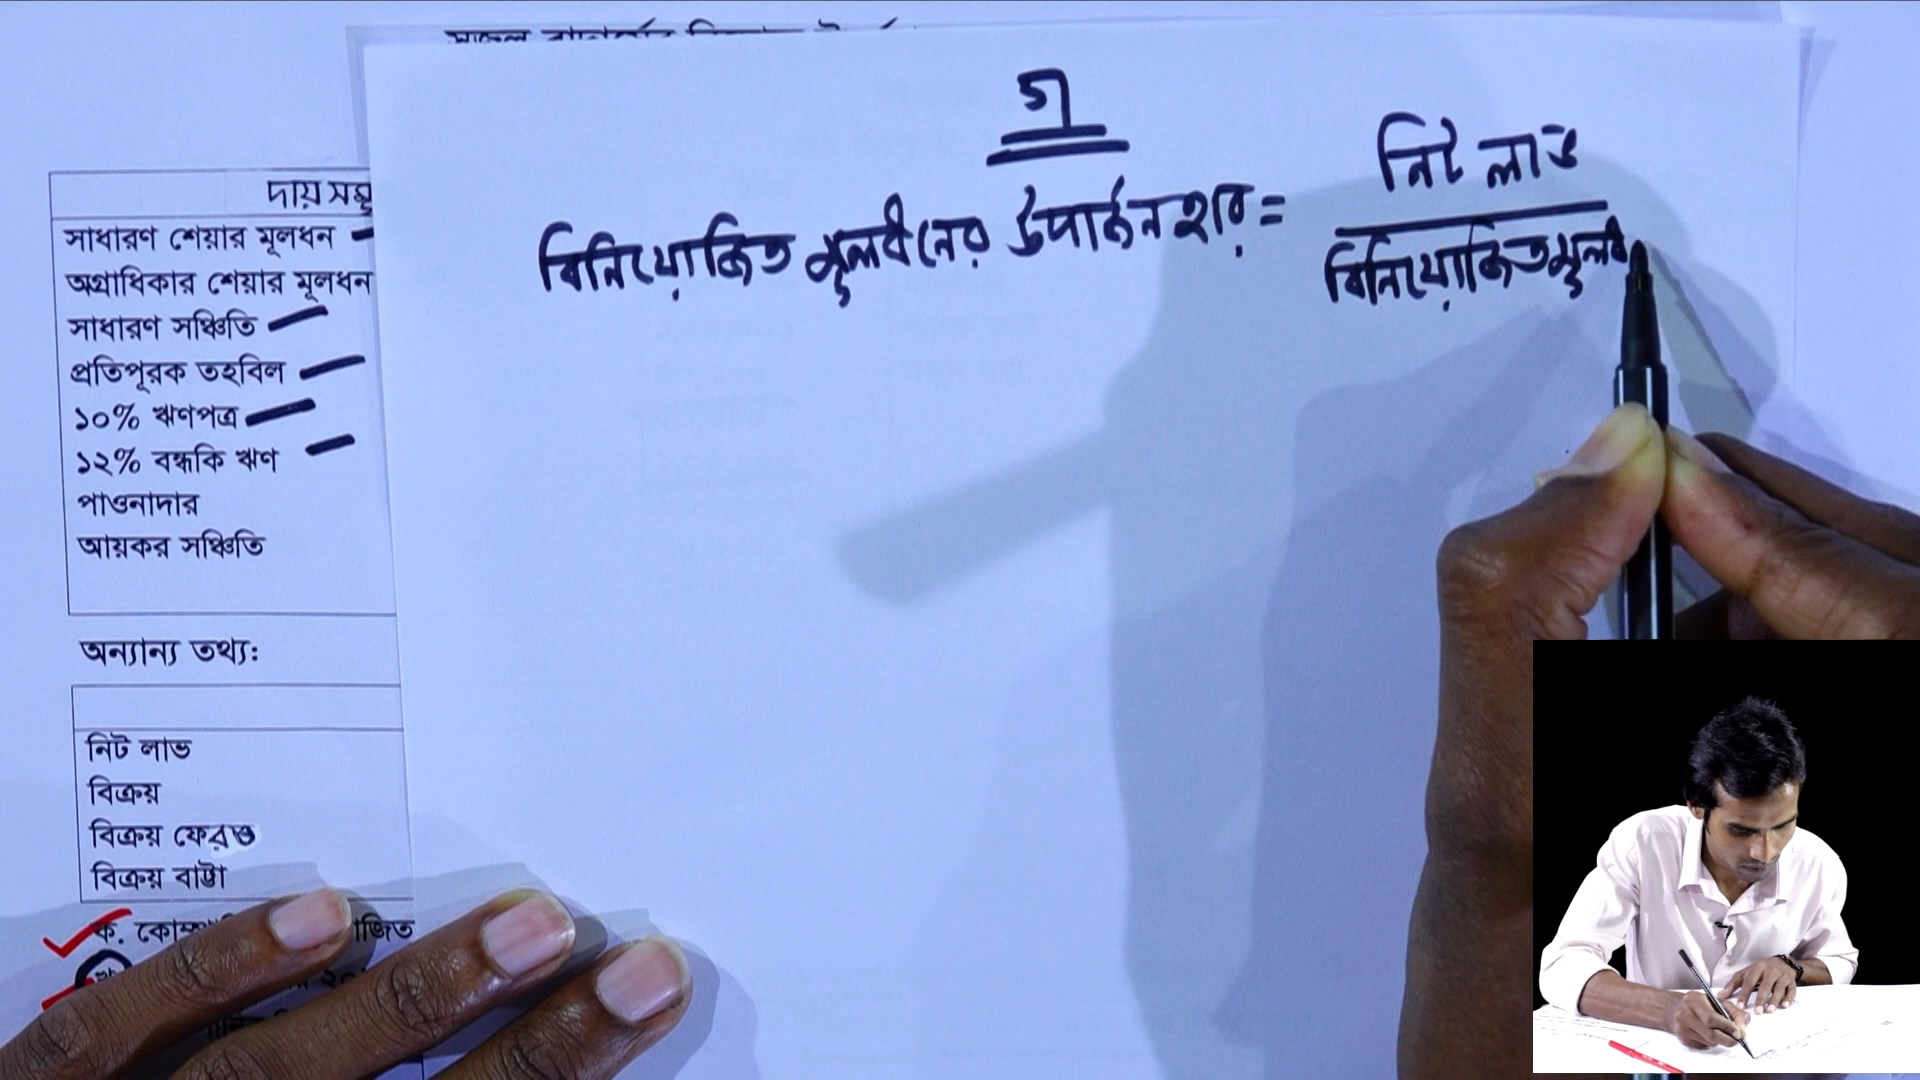 গ
বিনিয়োজিত মূলধনের উপার্জন হার =
নিট লাভ
বিনিয়োজিত মূলধ
দায় সমূ
সাধারণ শেয়ার মূলধন
অগ্রাধিকার শেয়ার মূলধন
সাধারণ সঞ্চিতি
প্রতিপূরক তহবিল
১০% ঋণপত্র
১২% বন্ধকি ঋণ
পাওনাদার
আয়কর সঞ্চিতি
অন্যান্য তথ্য:
নিট লাভ
বিক্রয়
বিক্রয় ফেরত
বিক্রয় বাট্টা
ক.